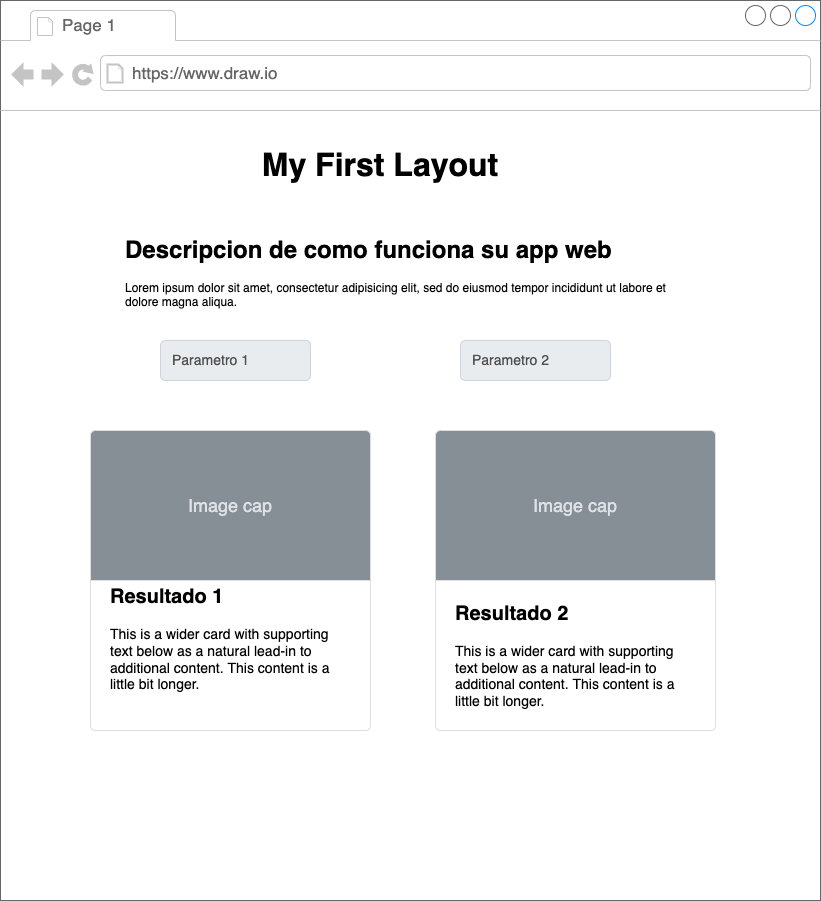 Page 1
https://www.draw.io
My First Layout
Descripcion de como funciona su app web
Lorem ipsum dolor sit amet, consectetur adipisicing elit, sed do eiusmod tempor incididunt ut labore et
dolore magna aliqua.
Parametro 1
Parametro 2
Image cap
Resultado 1
This is a wider card with supporting
text below as a natural lead-in to
additional content. This content is a
little bit longer.
Image cap
Resultado 2
This is a wider card with supporting
text below as a natural lead-in to
additional content. This content is a
little bit longer.